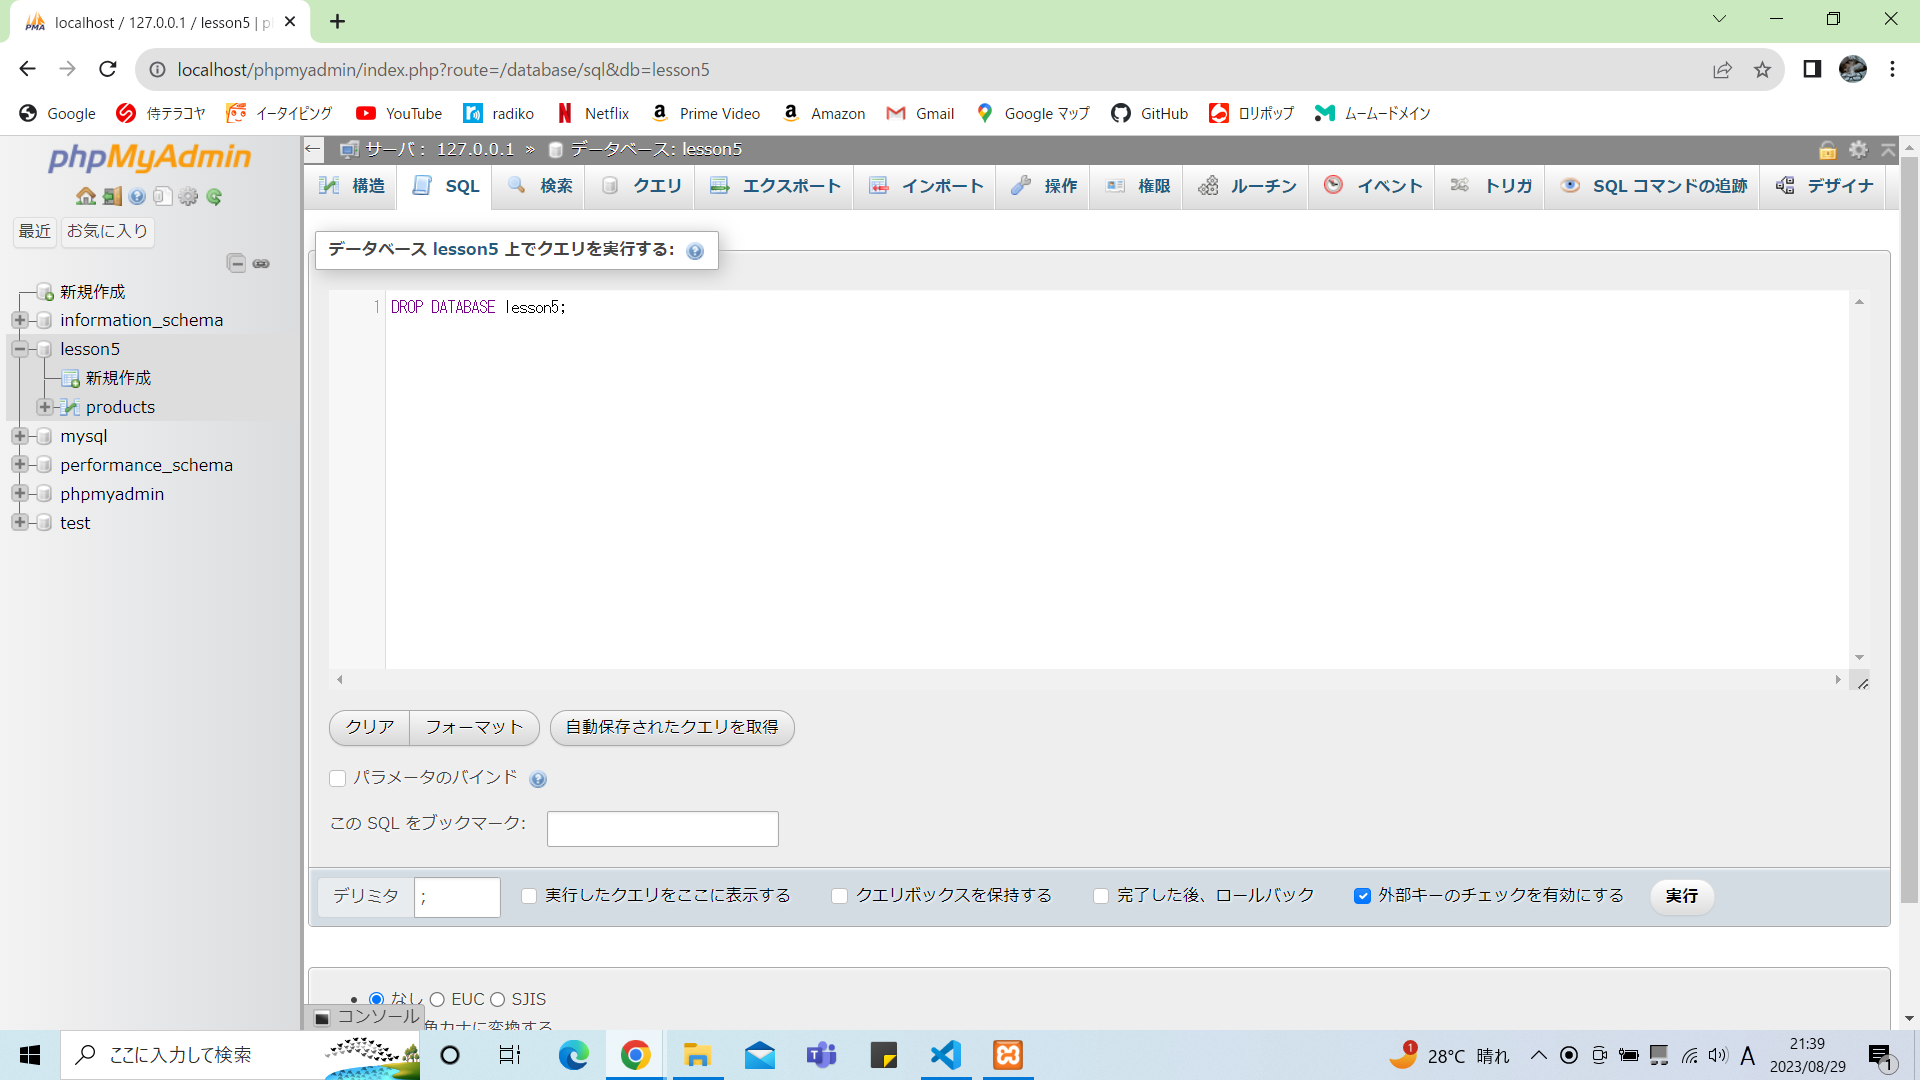 localhost / 127.0.0.1 / lesson5 | p
localhost/phpmyadmin/index.php?route=/database/sql&db=lesson5
Google 侍テラコヤ イータイピング YouTube radiko Netflix Prime Video Amazon Gmail Google マップ GitHub ロリポップ ムームードメイン
phpMyAdmin
最近 お気に入り
新規作成
information_schema
lesson5
新規作成
products
mysql
performance_schema
phpmyadmin
test
サーバ: 127.0.0.1 » データベース: lesson5
構造 SQL 検索 クエリ エクスポート インポート 操作 権限 ルーチン イベント トリガ SQL コマンドの追跡 デザイナ
データベース lesson5 上でクエリを実行する:
1 DROP DATABASE lesson5;
クリア フォーマット 自動保存されたクエリを取得
パラメータのバインド
この SQL をブックマーク:
デリミタ ; 実行したクエリをここに表示する クエリボックスを保持する 完了した後、ロールバック 外部キーのチェックを有効にする 実行
なし EUC SJIS
コンソール 角カナに変換する
ここに入力して検索
1 28°C 晴れ A 21:39
2023/08/29 1